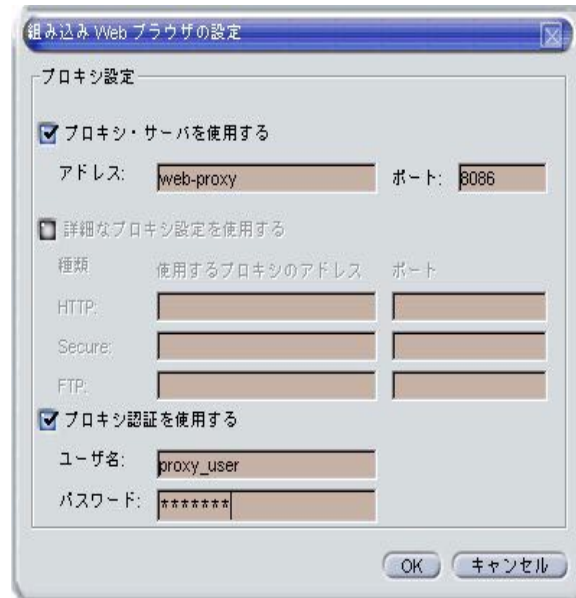 組み込み Web ブラウザの設定
プロキシ設定
プロキシ・サーバを使用する
アドレス: web-proxy ポート: 8086
詳細なプロキシ設定を使用する
種類 使用するプロキシのアドレス ポート
HTTP:
Secure:
FTP:
プロキシ認証を使用する
ユーザ名: proxy_user
パスワード: *******
OK キャンセル